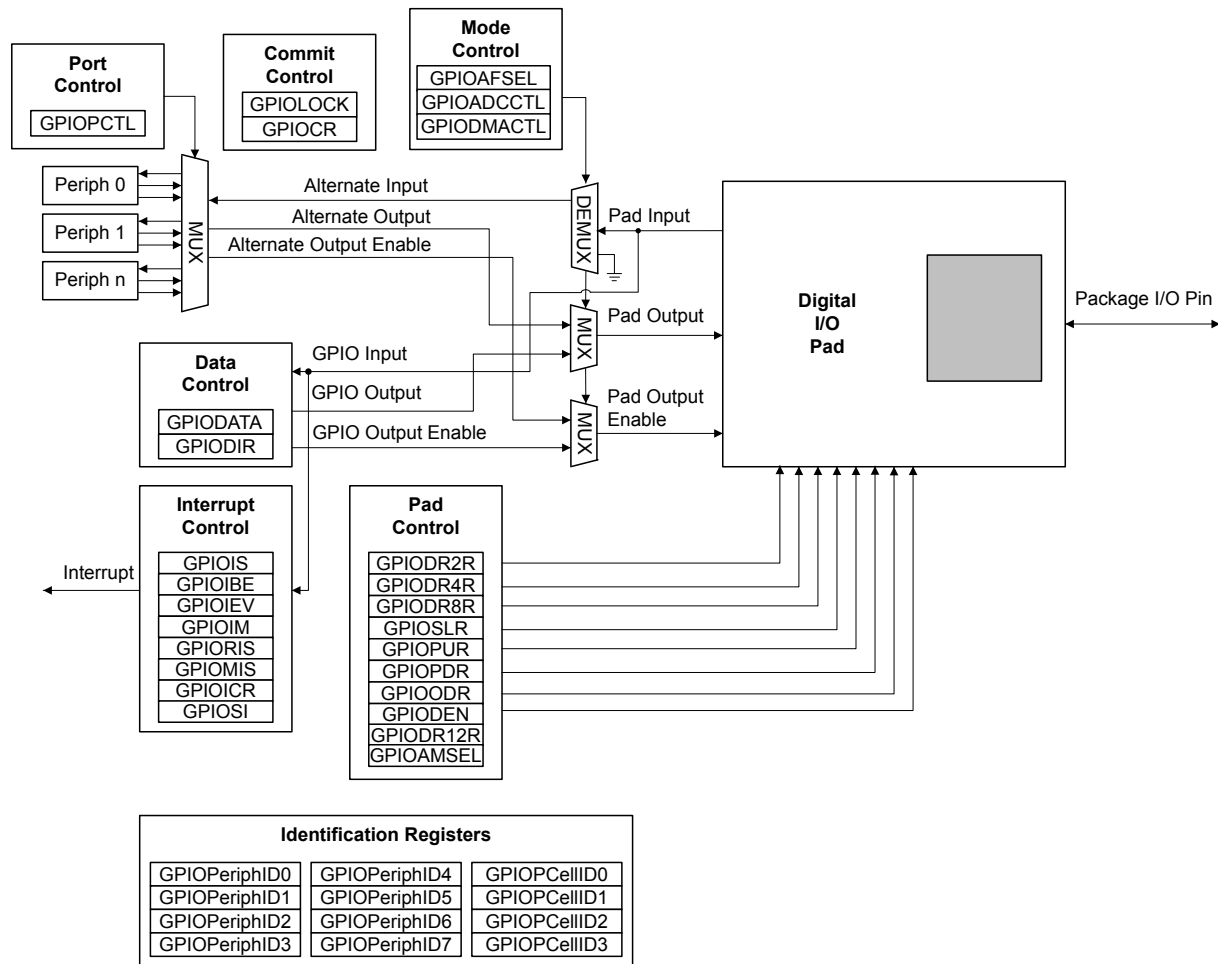 Port
Control
GPIOPCTL
Commit
Control
GPIOLOCK
GPIOCR
Mode
Control
GPIOAFSEL
GPIOADCCTL
GPIODMACTL
Periph 0
Periph 1
Periph n
MUX
Alternate Input
Alternate Output
Alternate Output Enable
DEMUX
Pad Input
MUX
Pad Output
MUX
Pad Output
Enable
Digital
I/O
Pad
Package I/O Pin
Data
Control
GPIODATA
GPIODIR
GPIO Input
GPIO Output
GPIO Output Enable
Interrupt
Control
GPIOIS
GPIOIBE
GPIOIEV
GPIOIM
GPIORIS
GPIOMIS
GPIOICR
GPIOSI
Interrupt
Pad
Control
GPIODR2R
GPIODR4R
GPIODR8R
GPIOSLR
GPIOPUR
GPIOPDR
GPIOODR
GPIODEN
GPIODR12R
GPIOAMSEL
Identification Registers
GPIOPeriphID0
GPIOPeriphID1
GPIOPeriphID2
GPIOPeriphID3
GPIOPeriphID4
GPIOPeriphID5
GPIOPeriphID6
GPIOPeriphID7
GPIOPCellID0
GPIOPCellID1
GPIOPCellID2
GPIOPCellID3